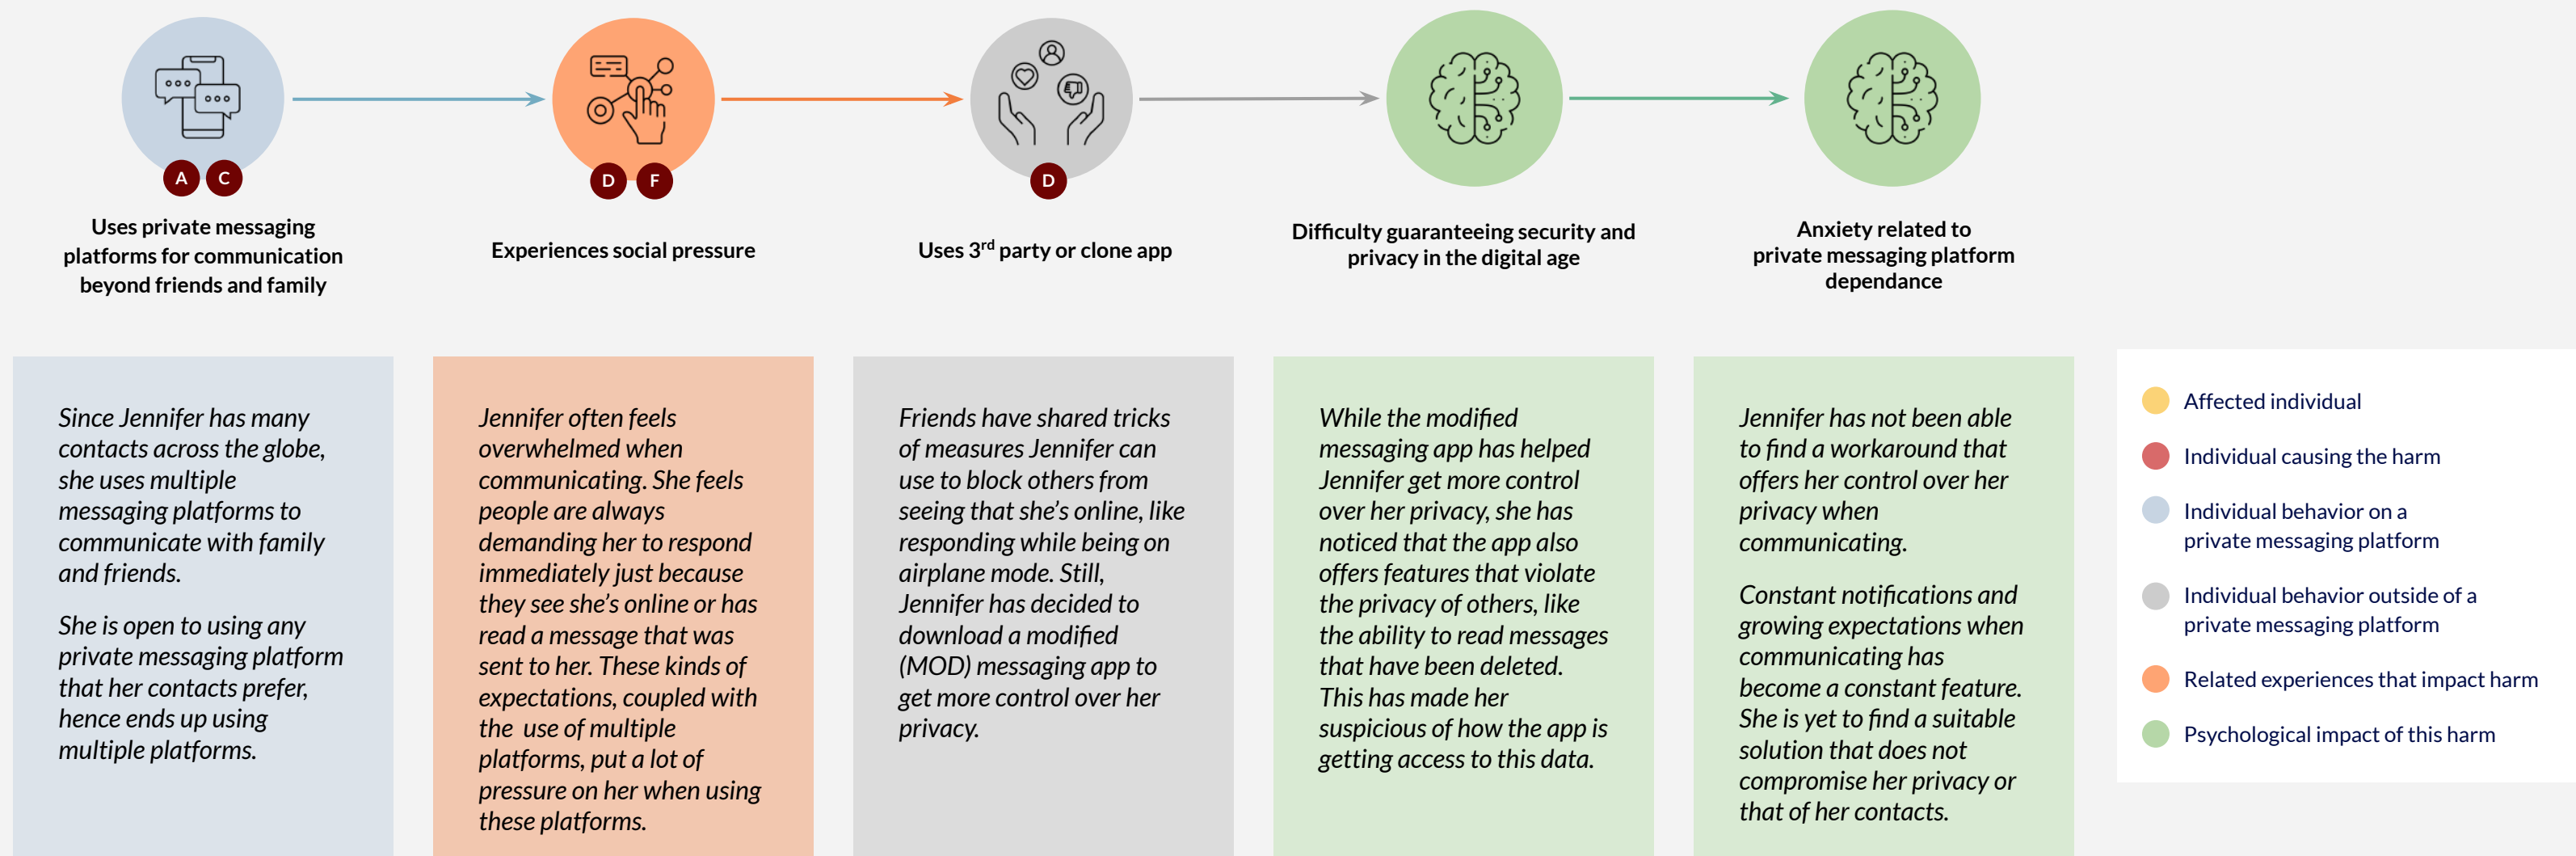 A C
D F
D
Uses private messaging
platforms for communication
beyond friends and family
Experiences social pressure
Uses 3rd party or clone app
Difficulty guaranteeing security and
privacy in the digital age
Anxiety related to
private messaging platform
dependance
Since Jennifer has many
contacts across the globe,
she uses multiple
messaging platforms to
communicate with family
and friends.
She is open to using any
private messaging platform
that her contacts prefer,
hence ends up using
multiple platforms.
Jennifer often feels
overwhelmed when
communicating. She feels
people are always
demanding her to respond
immediately just because
they see she’s online or has
read a message that was
sent to her. These kinds of
expectations, coupled with
the use of multiple
platforms, put a lot of
pressure on her when using
these platforms.
Friends have shared tricks
of measures Jennifer can
use to block others from
seeing that she’s online, like
responding while being on
airplane mode. Still,
Jennifer has decided to
download a modified
(MOD) messaging app to
get more control over her
privacy.
While the modified
messaging app has helped
Jennifer get more control
over her privacy, she has
noticed that the app also
offers features that violate
the privacy of others, like
the ability to read messages
that have been deleted.
This has made her
suspicious of how the app is
getting access to this data.
Jennifer has not been able
to find a workaround that
offers her control over her
privacy when
communicating.
Constant notifications and
growing expectations when
communicating has
become a constant feature.
She is yet to find a suitable
solution that does not
compromise her privacy or
that of her contacts.
Affected individual
Individual causing the harm
Individual behavior on a
private messaging platform
Individual behavior outside of a
private messaging platform
Related experiences that impact harm
Psychological impact of this harm